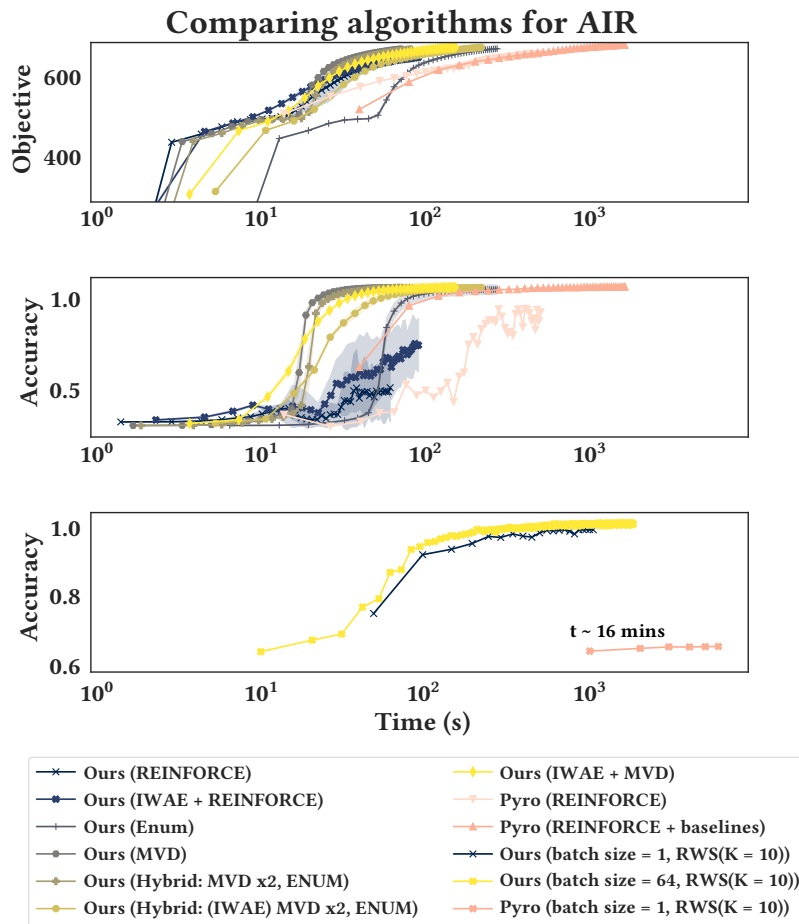 Comparing algorithms for AIR
Objective
600
400
10^0
10^1
10^2
10^3
Accuracy
1.0
0.5
10^0
10^1
10^2
10^3
Accuracy
1.0
0.8
0.6
t ~ 16 mins
10^0
10^1
10^2
10^3
Time (s)
Ours (REINFORCE)
Ours (IWAE + REINFORCE)
Ours (Enum)
Ours (MVD)
Ours (Hybrid: MVD x2, ENUM)
Ours (Hybrid: (IWAE) MVD x2, ENUM)
Ours (IWAE + MVD)
Pyro (REINFORCE)
Pyro (REINFORCE + baselines)
Ours (batch size = 1, RWS(K = 10))
Ours (batch size = 64, RWS(K = 10))
Pyro (batch size = 1, RWS(K = 10))